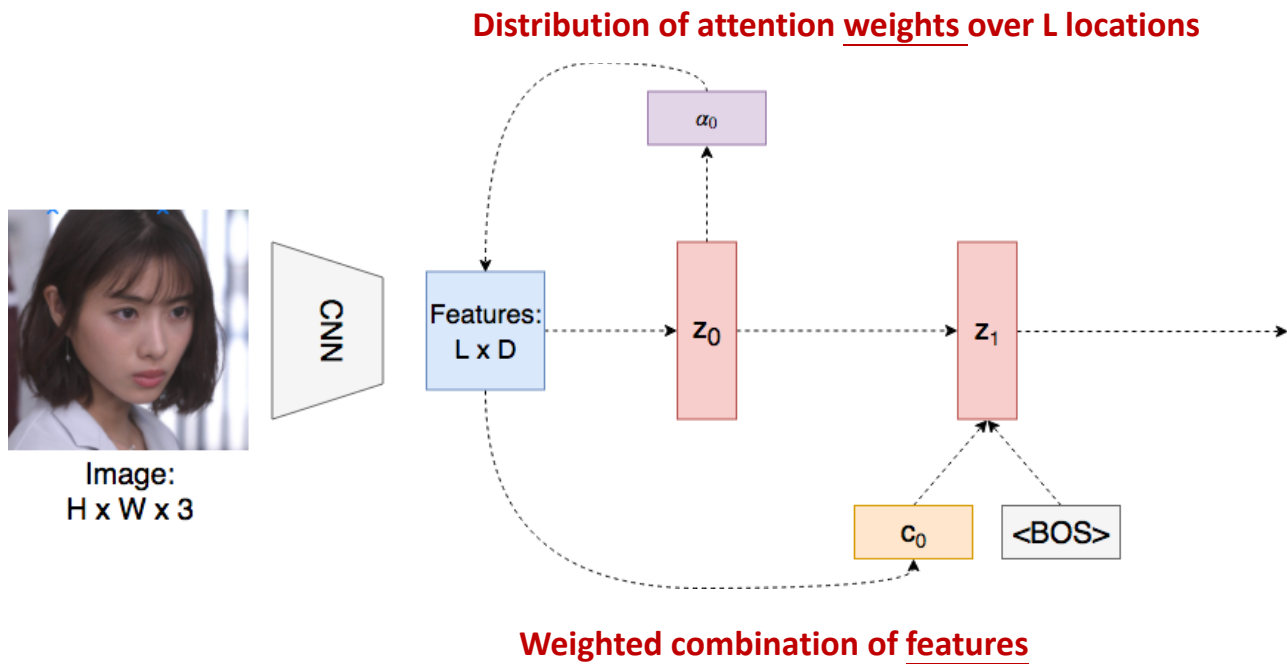 Distribution of attention weights over L locations
α₀
CNN
Features:
L x D
z₀
z₁
Image:
H x W x 3
c₀
<BOS>
Weighted combination of features